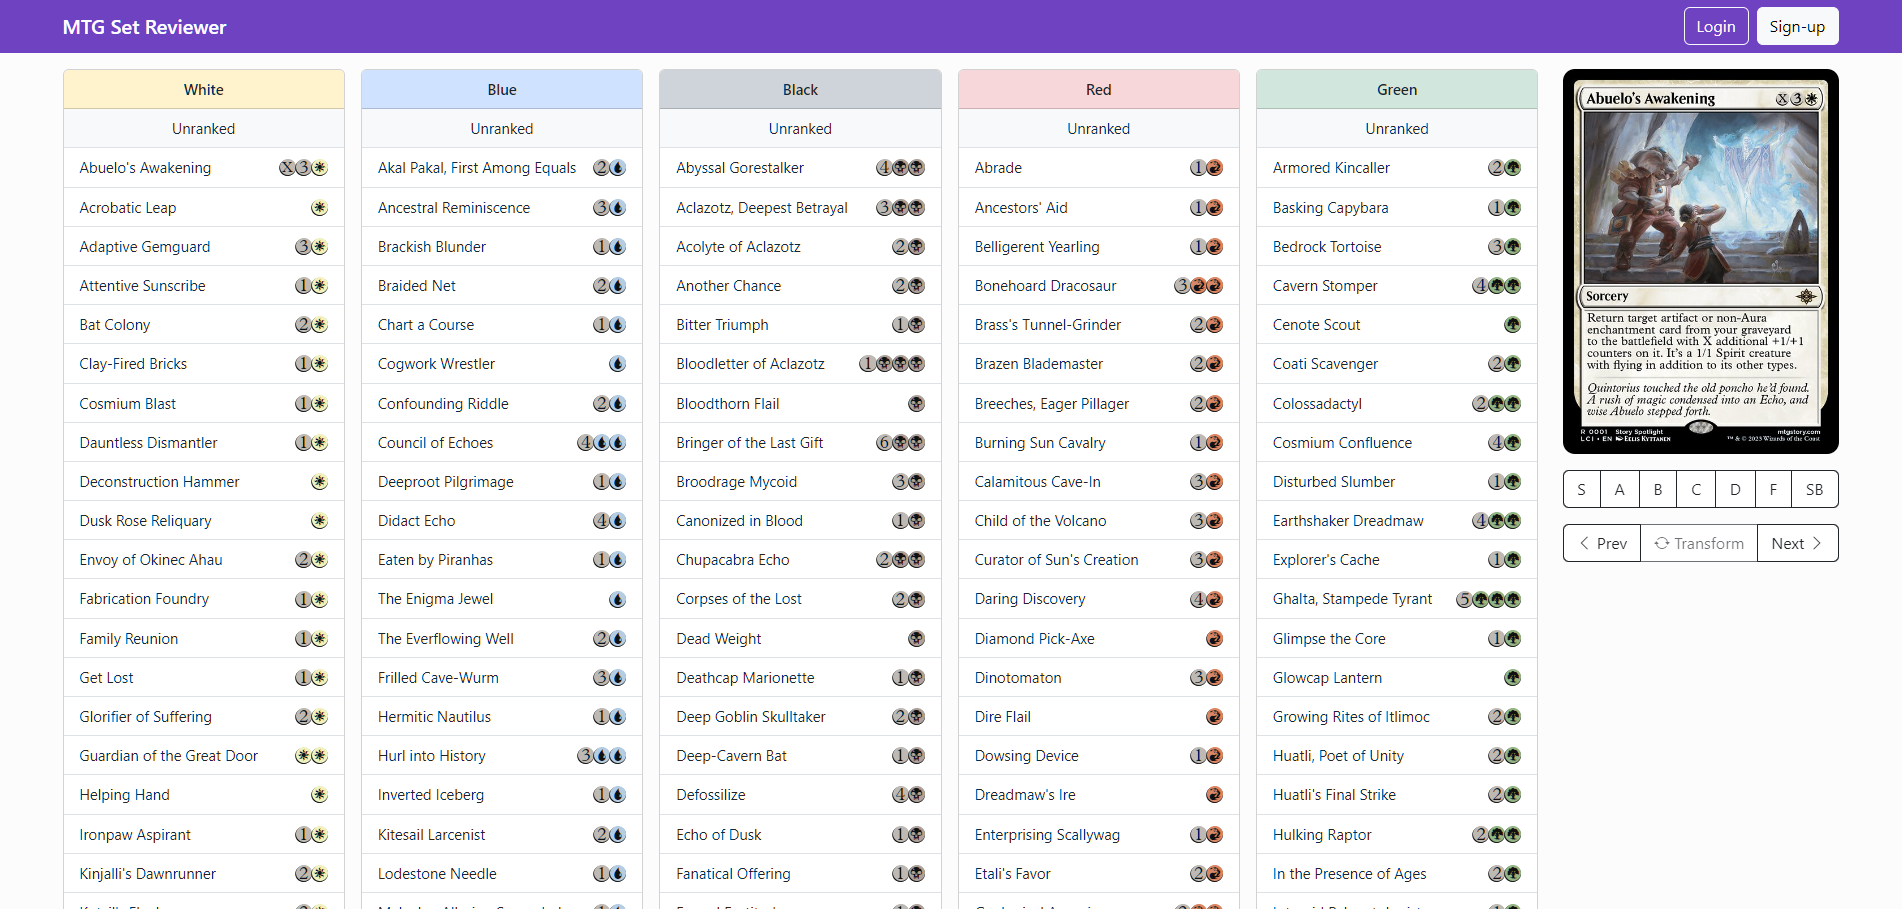 MTG Set Reviewer
Login
Sign-up
White
Unranked
Abuelo's Awakening X3
Acrobatic Leap
Adaptive Gemguard 3
Attentive Sunscribe 1
Bat Colony 2
Clay-Fired Bricks 1
Cosmium Blast 1
Dauntless Dismantler 1
Deconstruction Hammer
Dusk Rose Reliquary
Envoy of Okinec Ahau 2
Fabrication Foundry 1
Family Reunion 1
Get Lost 1
Glorifier of Suffering 2
Guardian of the Great Door
Helping Hand
Ironpaw Aspirant 1
Kinjalli's Dawnrunner 2
Blue
Unranked
Akal Pakal, First Among Equals 2
Ancestral Reminiscence 3
Brackish Blunder 1
Braided Net 2
Chart a Course 1
Cogwork Wrestler
Confounding Riddle 2
Council of Echoes 4
Deeproot Pilgrimage 1
Didact Echo 4
Eaten by Piranhas 1
The Enigma Jewel
The Everflowing Well 2
Frilled Cave-Wurm 3
Hermitic Nautilus 1
Hurl into History 3
Inverted Iceberg 1
Kitesail Larcenist 2
Lodestone Needle 1
Black
Unranked
Abyssal Gorestalker 4
Aclazotz, Deepest Betrayal 3
Acolyte of Aclazotz 2
Another Chance 2
Bitter Triumph 1
Bloodletter of Aclazotz 1
Bloodthorn Flail
Bringer of the Last Gift 6
Broodrage Mycoid 3
Canonized in Blood 1
Chupacabra Echo 2
Corpses of the Lost 2
Dead Weight
Deathcap Marionette 1
Deep Goblin Skulltaker 2
Deep-Cavern Bat 1
Defossilize 4
Echo of Dusk 1
Fanatical Offering 1
Red
Unranked
Abrade 1
Ancestors' Aid 1
Belligerent Yearling 1
Bonehoard Dracosaur 3
Brass's Tunnel-Grinder 2
Brazen Blademaster 2
Breeches, Eager Pillager 2
Burning Sun Cavalry 1
Calamitous Cave-In 3
Child of the Volcano 3
Curator of Sun's Creation 3
Daring Discovery 4
Diamond Pick-Axe
Dinotomaton 3
Dire Flail
Dowsing Device 1
Dreadmaw's Ire
Enterprising Scallywag 1
Etali's Favor 2
Green
Unranked
Armored Kincaller 2
Basking Capybara 1
Bedrock Tortoise 3
Cavern Stomper 4
Cenote Scout
Coati Scavenger 2
Colossadactyl 2
Cosmium Confluence 4
Disturbed Slumber 1
Earthshaker Dreadmaw 4
Explorer's Cache 1
Ghalta, Stampede Tyrant 5
Glimpse the Core 1
Glowcap Lantern
Growing Rites of Itlimoc 2
Huatli, Poet of Unity 2
Huatli's Final Strike 2
Hulking Raptor 2
In the Presence of Ages 2
Abuelo's Awakening X3
Sorcery
Return target artifact or non-Aura
enchantment card from your graveyard
to the battlefield with X additional +1/+1
counters on it. It's a 1/1 Spirit creature
with flying in addition to its other types.
Quintorius touched the old poncho he'd found.
A rush of magic condensed into an Echo, and
wise Abuelo stepped forth.
R 0001 Story Spotlight mtgstory.com
LCI • EN EELIS KYTTANEN ™ & © 2023 Wizards of the Coast
S A B C D F SB
Prev Transform Next